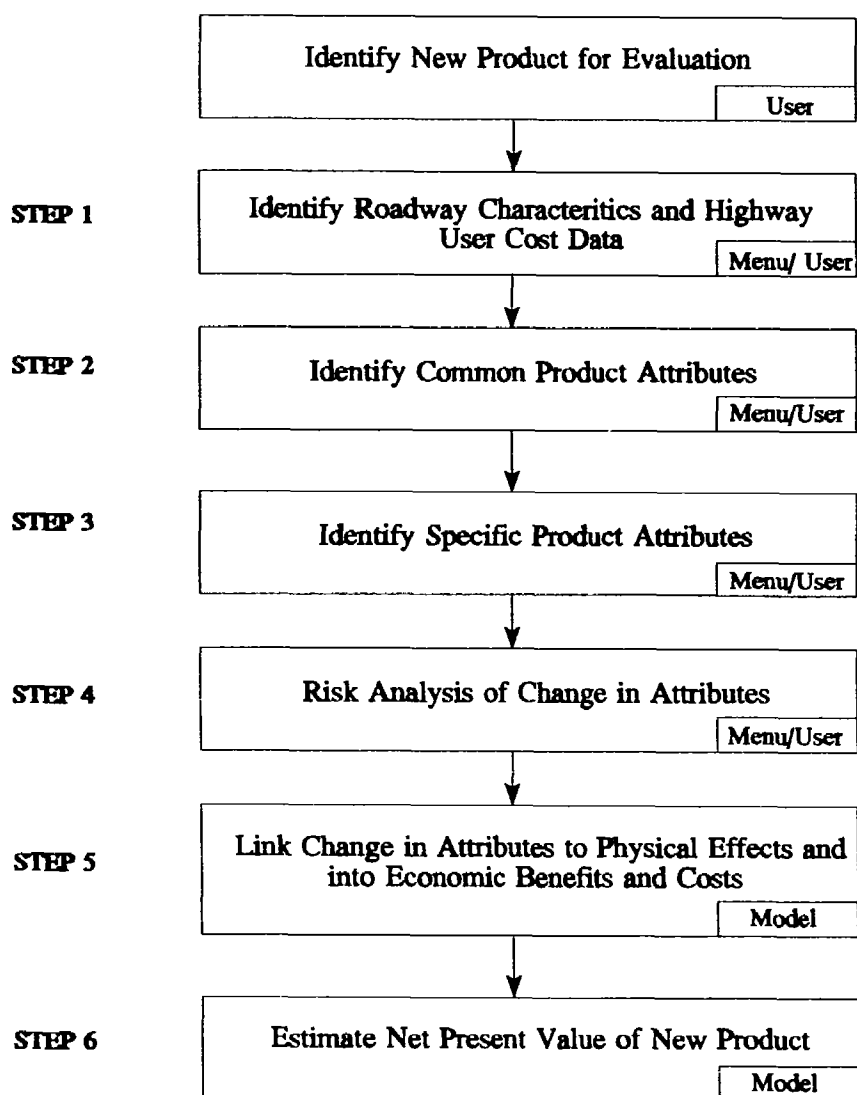 Identify New Product for Evaluation
User
STEP 1
Identify Roadway Characteritics and Highway
User Cost Data
Menu/ User
STEP 2
Identify Common Product Attributes
Menu/User
STEP 3
Identify Specific Product Attributes
Menu/User
STEP 4
Risk Analysis of Change in Attributes
Menu/User
STEP 5
Link Change in Attributes to Physical Effects and
into Economic Benefits and Costs
Model
STEP 6
Estimate Net Present Value of New Product
Model